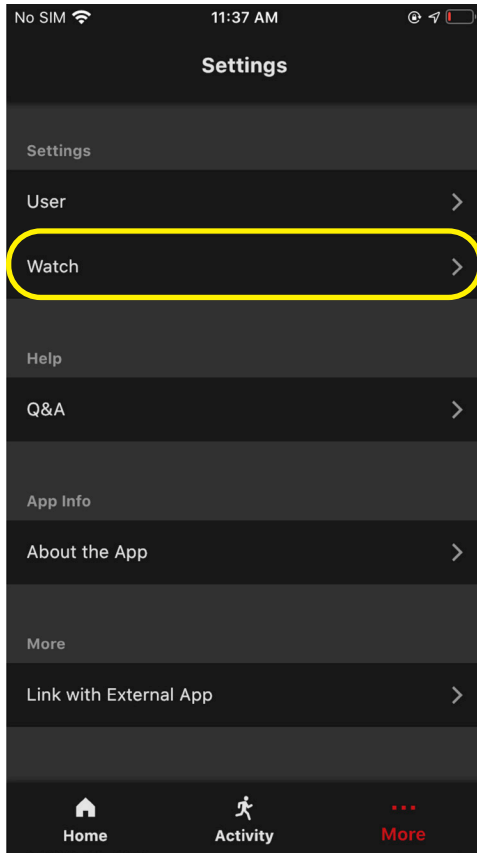 No SIM 11:37 AM
Settings
Settings
User
Watch
Help
Q&A
App Info
About the App
More
Link with External App
Home Activity More